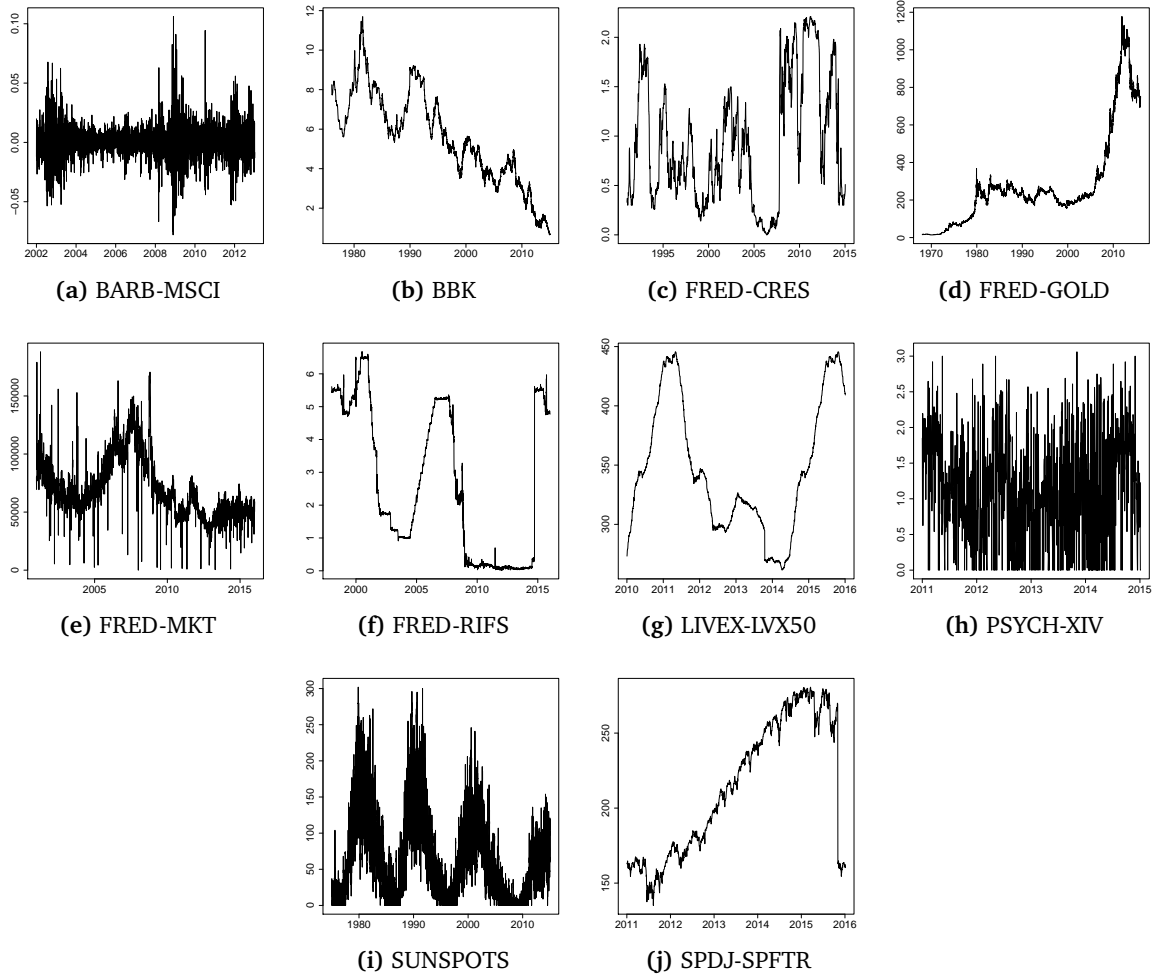 0.10
0.05
0.00
−0.05
2002 2004 2006 2008 2010 2012
(a) BARB-MSCI
12
10
8
6
4
2
1980 1990 2000 2010
(b) BBK
2.0
1.5
1.0
0.5
0.0
1995 2000 2005 2010 2015
(c) FRED-CRES
1200
1000
800
600
400
200
0
1970 1980 1990 2000 2010
(d) FRED-GOLD
150000
100000
50000
0
2005 2010 2015
(e) FRED-MKT
6
5
4
3
2
1
0
2000 2005 2010 2015
(f) FRED-RIFS
450
400
350
300
2010 2011 2012 2013 2014 2015 2016
(g) LIVEX-LVX50
3.0
2.5
2.0
1.5
1.0
0.5
0.0
2011 2012 2013 2014 2015
(h) PSYCH-XIV
300
250
200
150
100
50
0
1980 1990 2000 2010
(i) SUNSPOTS
250
200
150
2011 2012 2013 2014 2015 2016
(j) SPDJ-SPFTR